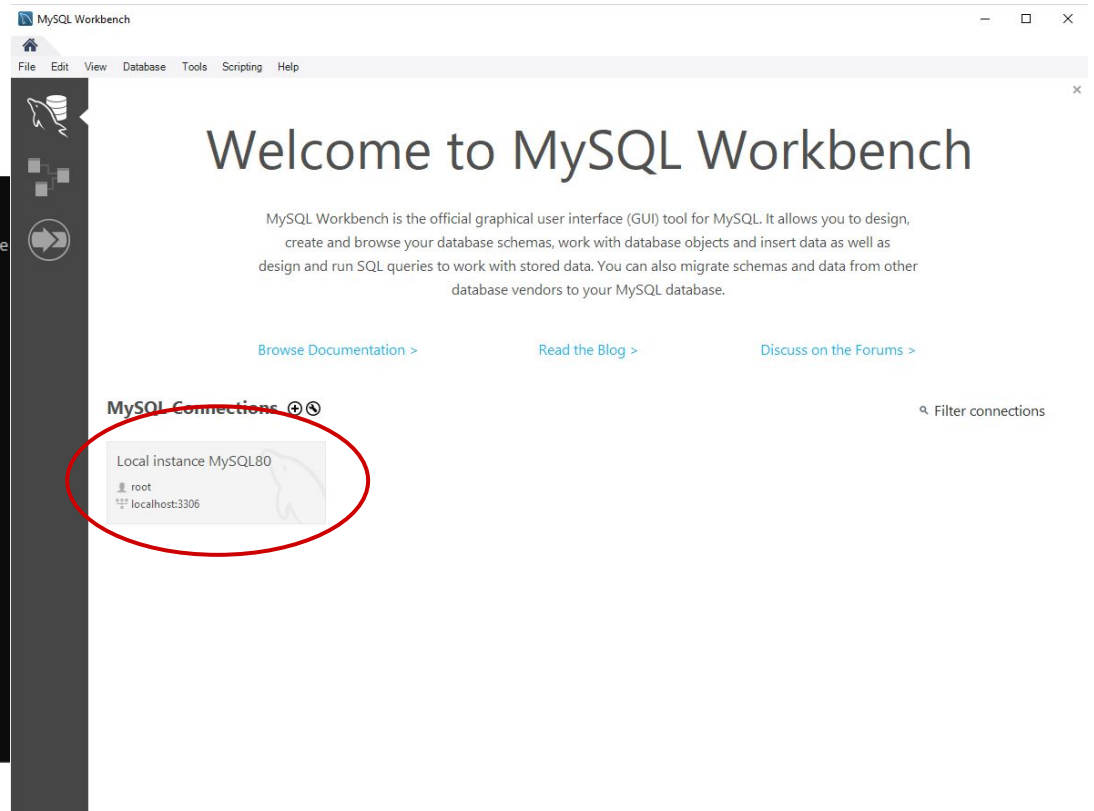 MySQL Workbench
File Edit View Database Tools Scripting Help
Welcome to MySQL Workbench
MySQL Workbench is the official graphical user interface (GUI) tool for MySQL. It allows you to design,
create and browse your database schemas, work with database objects and insert data as well as
design and run SQL queries to work with stored data. You can also migrate schemas and data from other
database vendors to your MySQL database.
Browse Documentation > Read the Blog > Discuss on the Forums >
MySQL Connections
Filter connections
Local instance MySQL80
root
localhost:3306
e